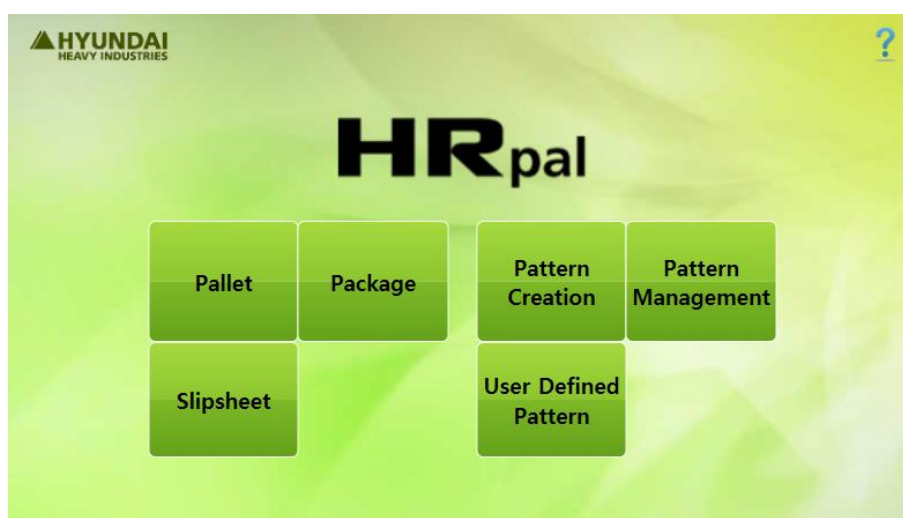 HYUNDAI
HEAVY INDUSTRIES
?
HRpal
Pallet
Package
Pattern
Creation
Pattern
Management
Slipsheet
User Defined
Pattern